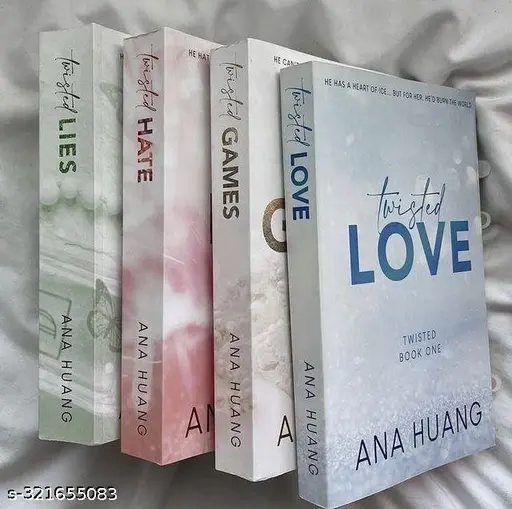 twisted
LIES
ANA HUANG
HE HAT
twisted
HATE
ANA HUANG
AN
HE CAN'T
twisted
GAMES
ANA HUANG
G
A
twisted
LOVE
ANA HUANG
HE HAS A HEART OF ICE... BUT FOR HER, HE'D BURN THE WORLD
twisted
LOVE
TWISTED
BOOK ONE
ANA HUANG
s-321655083